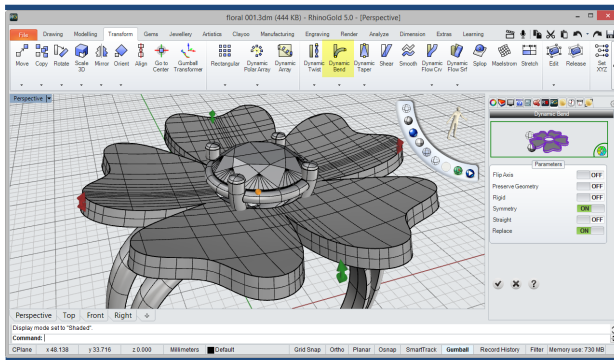 floral 001.3dm (444 KB) - RhinoGold 5.0 - [Perspective]
File Drawing Modelling Transform Gems Jewellery Artistics Clayoo Manufacturing Engraving Render Analyze Dimension Extras Learning
Move Copy Rotate Scale 3D Mirror Orient Align Go to Center Gumball Transformer Rectangular Dynamic Polar Array Dynamic Array Dynamic Twist Dynamic Bend Dynamic Taper Shear Smooth Dynamic Flow Crv Dynamic Flow Srf Splop Maelstrom Stretch Edit Release Set XYZ
Perspective
Dynamic Bend
Parameters
Flip Axis OFF
Preserve Geometry OFF
Rigid OFF
Symmetry ON
Straight OFF
Replace ON
Perspective Top Front Right
Display mode set to "Shaded".
Command:
CPlane x 48.138 y 33.716 z 0.000 Millimeters Default Grid Snap Ortho Planar Osnap SmartTrack Gumball Record History Filter Memory use: 730 MB